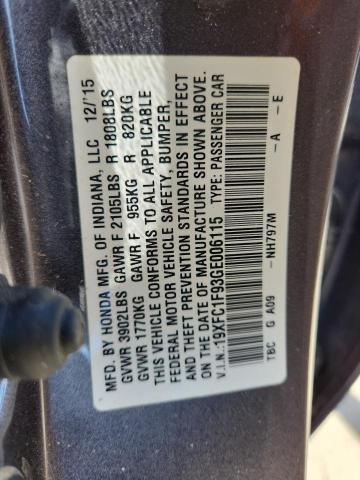 MFG. BY HONDA MFG. OF INDIANA, LLC 12/'15
GVWR 3902LBS GAWR F 2105LBS R 1808LBS
GVWR 1770KG GAWR F 955KG R 820KG
THIS VEHICLE CONFORMS TO ALL APPLICABLE
FEDERAL MOTOR VEHICLE SAFETY, BUMPER,
AND THEFT PREVENTION STANDARDS IN EFFECT
ON THE DATE OF MANUFACTURE SHOWN ABOVE.
V.I.N.: 19XFC1F93GE006115 TYPE: PASSENGER CAR
TBC G A09 — NH797M — A — E